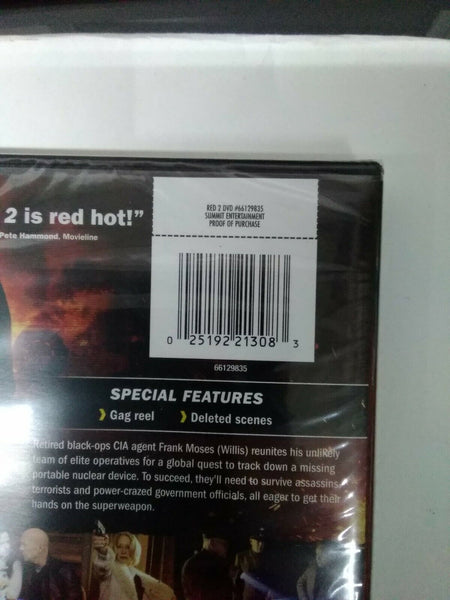 2 is red hot!”
Pete Hammond, Movieline
RED 2 DVD #66129835
SUMMIT ENTERTAINMENT
PROOF OF PURCHASE
0 25192 21308 3
66129835
SPECIAL FEATURES
Gag reel Deleted scenes
Retired black-ops CIA agent Frank Moses (Willis) reunites his unlikely
team of elite operatives for a global quest to track down a missing
portable nuclear device. To succeed, they'll need to survive assassins,
terrorists and power-crazed government officials, all eager to get their
hands on the superweapon.